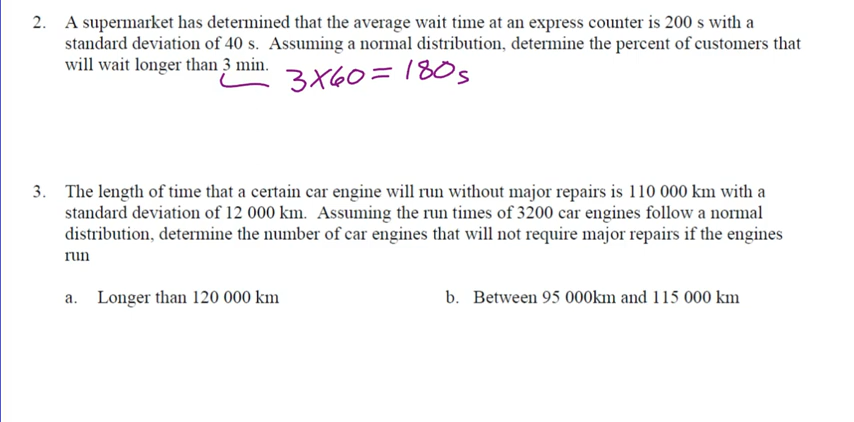 2. A supermarket has determined that the average wait time at an express counter is 200 s with a
standard deviation of 40 s. Assuming a normal distribution, determine the percent of customers that
will wait longer than 3 min.
3×60 = 180s
3. The length of time that a certain car engine will run without major repairs is 110 000 km with a
standard deviation of 12 000 km. Assuming the run times of 3200 car engines follow a normal
distribution, determine the number of car engines that will not require major repairs if the engines
run
a. Longer than 120 000 km
b. Between 95 000km and 115 000 km